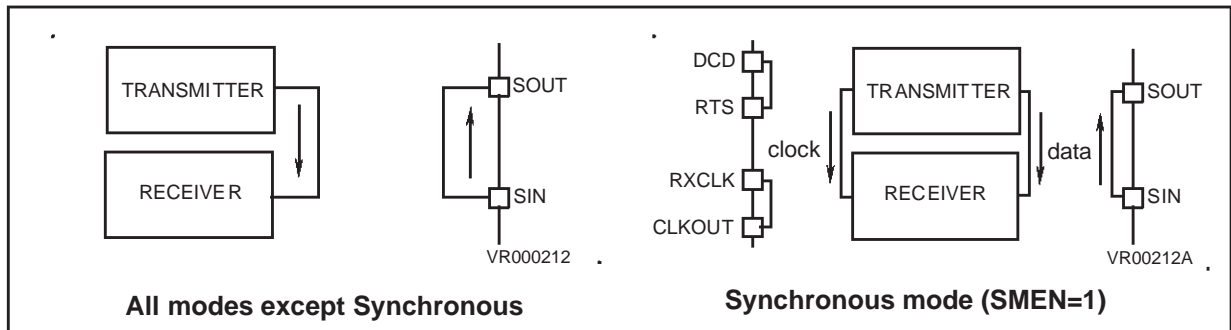 TRANSMITTER
RECEIVER
SOUT
SIN
VR000212
All modes except Synchronous
DCD
RTS
RXCLK
CLKOUT
clock
TRANSMITTER
RECEIVER
data
SOUT
SIN
VR00212A
Synchronous mode (SMEN=1)